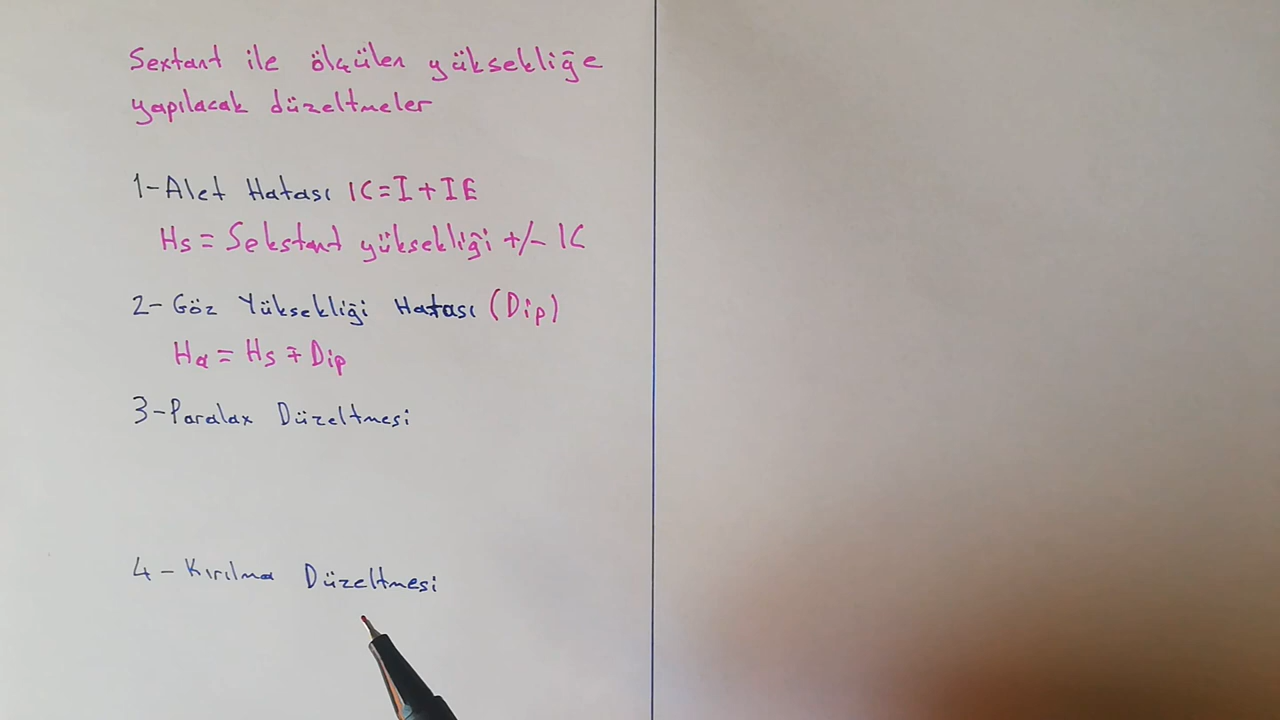 Sextant ile ölçülen yüksekliğe
yapılacak düzeltmeler
1-Alet Hatası IC=I+IE
Hs = Sekstant yüksekliği +/- IC
2- Göz Yüksekliği Hatası (Dip)
Ha = Hs ∓ Dip
3-Paralax Düzeltmesi
4- Kırılma Düzeltmesi